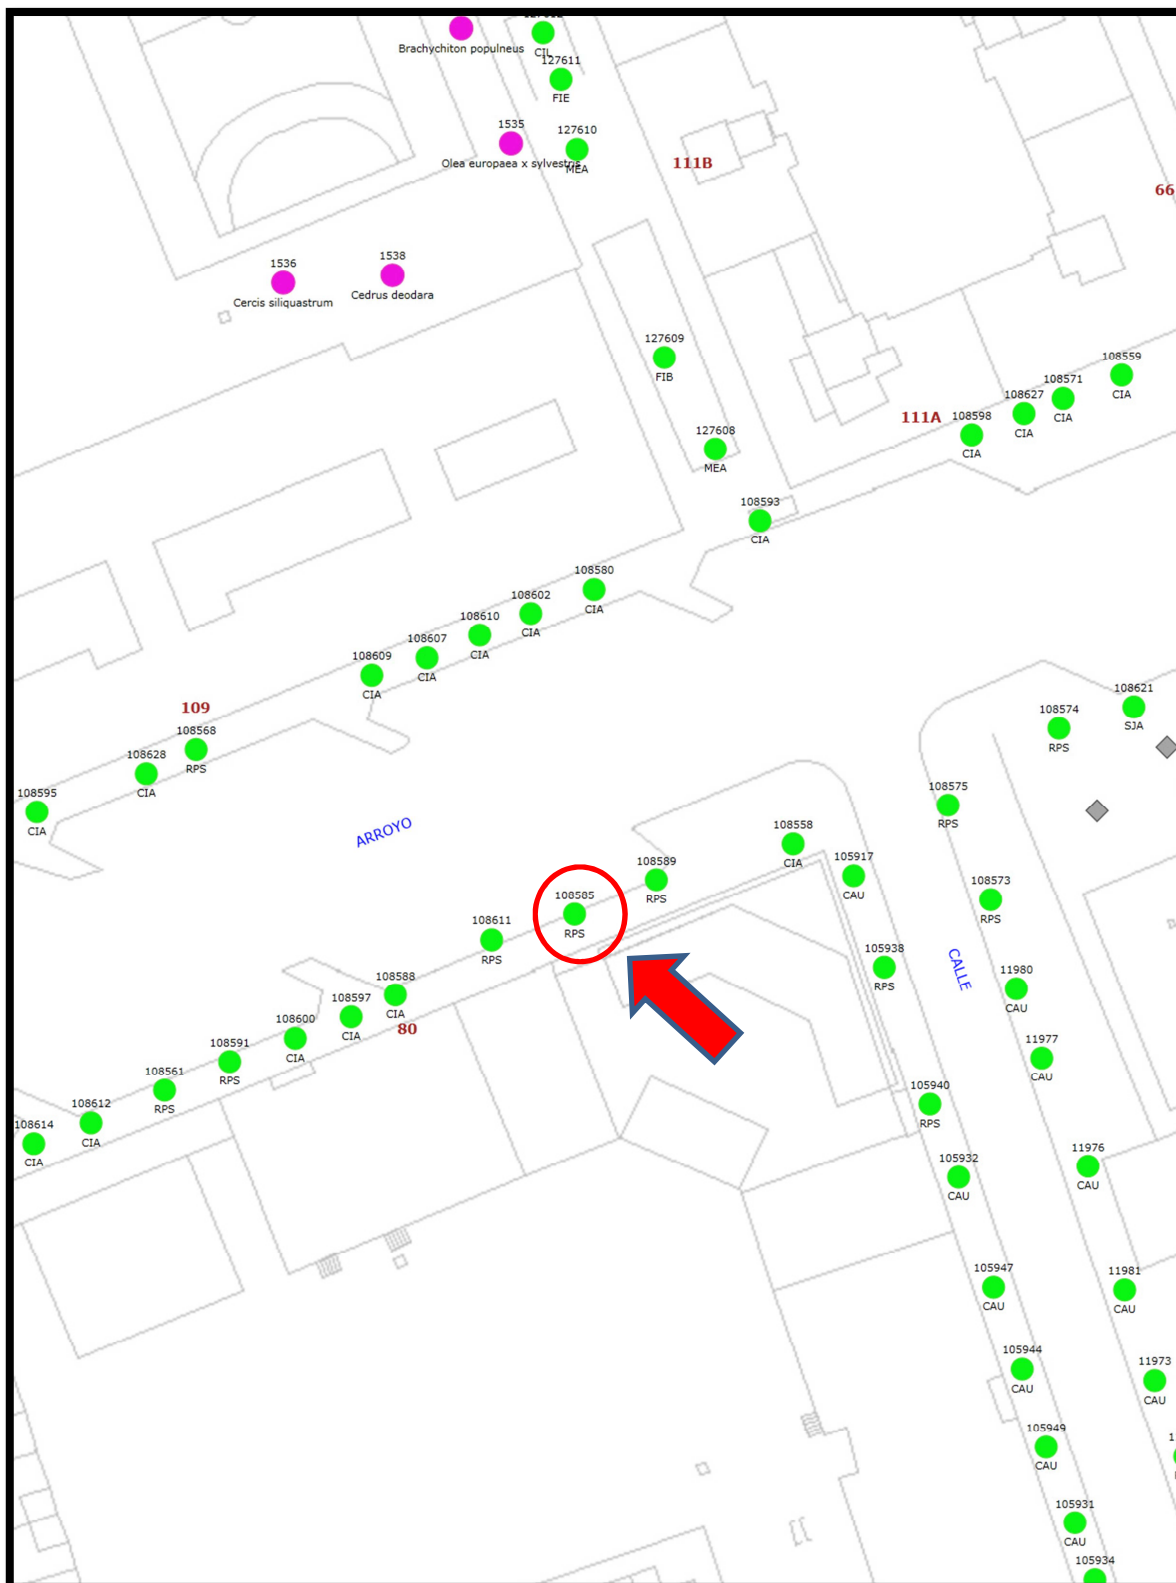 Brachychiton populneus
CIL
127611
FIE
1535
Olea europaea x sylvestris
127610
MEA
111B
66
1536
Cercis siliquastrum
1538
Cedrus deodara
127609
FIB
108559
CIA
108571
CIA
108627
CIA
111A
108598
CIA
127608
MEA
108593
CIA
108580
CIA
108602
CIA
108610
CIA
108607
CIA
108609
CIA
109
108568
RPS
108628
CIA
108595
CIA
108621
SJA
108574
RPS
108575
RPS
ARROYO
108558
CIA
105917
CAU
108589
RPS
108585
RPS
108573
RPS
108611
RPS
105938
RPS
CALLE
11980
CAU
108588
CIA
108597
CIA
80
108600
CIA
108591
RPS
11977
CAU
108561
RPS
105940
RPS
108612
CIA
108614
CIA
11976
CAU
105932
CAU
105947
CAU
11981
CAU
105944
CAU
11973
CAU
105949
CAU
105931
CAU
105934